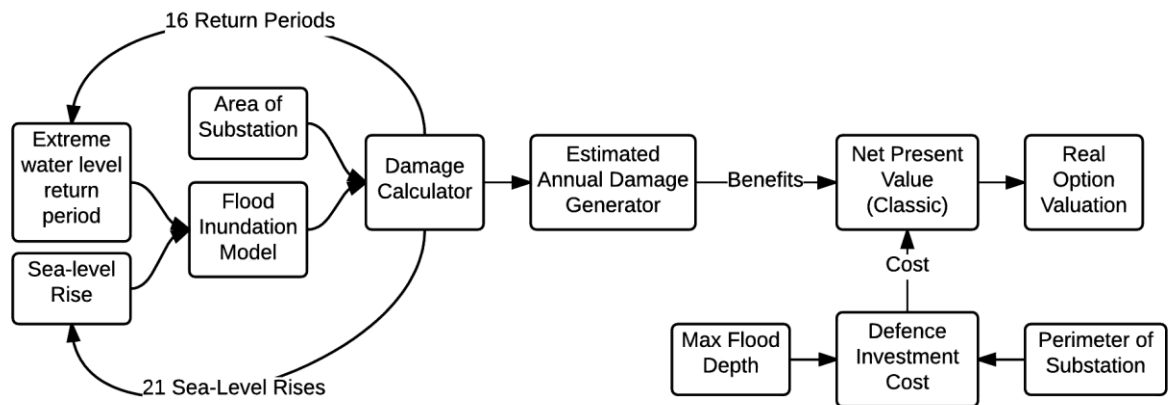 16 Return Periods
Area of
Substation
Extreme
water level
return
period
Flood
Inundation
Model
Sea-level
Rise
21 Sea-Level Rises
Damage
Calculator
Estimated
Annual Damage
Generator
Benefits
Net Present
Value
(Classic)
Real
Option
Valuation
Cost
Max Flood
Depth
Defence
Investment
Cost
Perimeter of
Substation